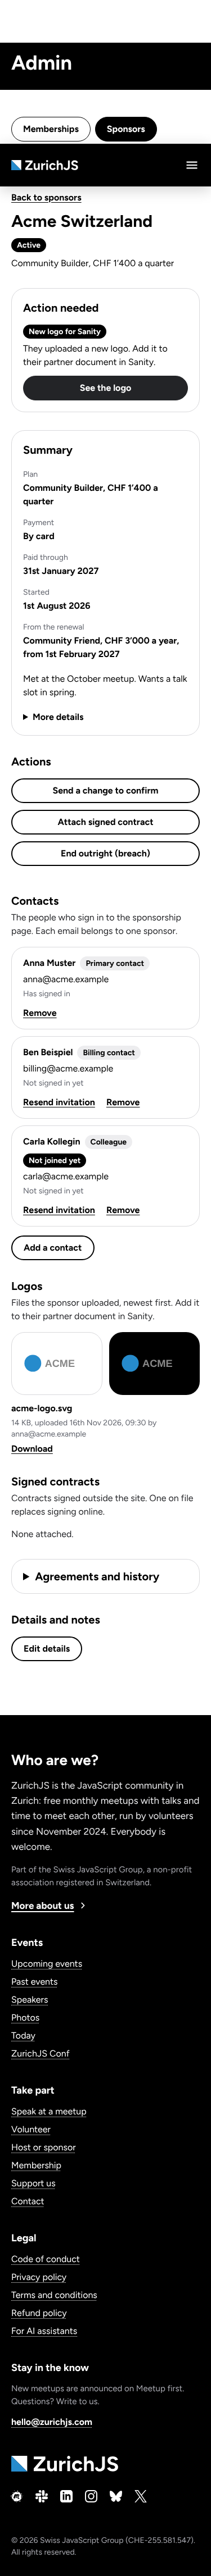 Admin
Memberships
Sponsors
ZurichJS
Back to sponsors
Acme Switzerland
Active
Community Builder, CHF 1’400 a quarter
Action needed
New logo for Sanity
They uploaded a new logo. Add it to
their partner document in Sanity.
See the logo
Summary
Plan
Community Builder, CHF 1’400 a
quarter
Payment
By card
Paid through
31st January 2027
Started
1st August 2026
From the renewal
Community Friend, CHF 3’000 a year,
from 1st February 2027
Met at the October meetup. Wants a talk
slot in spring.
More details
Actions
Send a change to confirm
Attach signed contract
End outright (breach)
Contacts
The people who sign in to the sponsorship
page. Each email belongs to one sponsor.
Anna Muster Primary contact
anna@acme.example
Has signed in
Remove
Ben Beispiel Billing contact
billing@acme.example
Not signed in yet
Resend invitation Remove
Carla Kollegin Colleague
Not joined yet
carla@acme.example
Not signed in yet
Resend invitation Remove
Add a contact
Logos
Files the sponsor uploaded, newest first. Add it
to their partner document in Sanity.
ACME
ACME
acme-logo.svg
14 KB, uploaded 16th Nov 2026, 09:30 by
anna@acme.example
Download
Signed contracts
Contracts signed outside the site. One on file
replaces signing online.
None attached.
Agreements and history
Details and notes
Edit details
Who are we?
ZurichJS is the JavaScript community in
Zurich: free monthly meetups with talks and
time to meet each other, run by volunteers
since November 2024. Everybody is
welcome.
Part of the Swiss JavaScript Group, a non-profit
association registered in Switzerland.
More about us
Events
Upcoming events
Past events
Speakers
Photos
Today
ZurichJS Conf
Take part
Speak at a meetup
Volunteer
Host or sponsor
Membership
Support us
Contact
Legal
Code of conduct
Privacy policy
Terms and conditions
Refund policy
For AI assistants
Stay in the know
New meetups are announced on Meetup first.
Questions? Write to us.
hello@zurichjs.com
ZurichJS
© 2026 Swiss JavaScript Group (CHE-255.581.547).
All rights reserved.